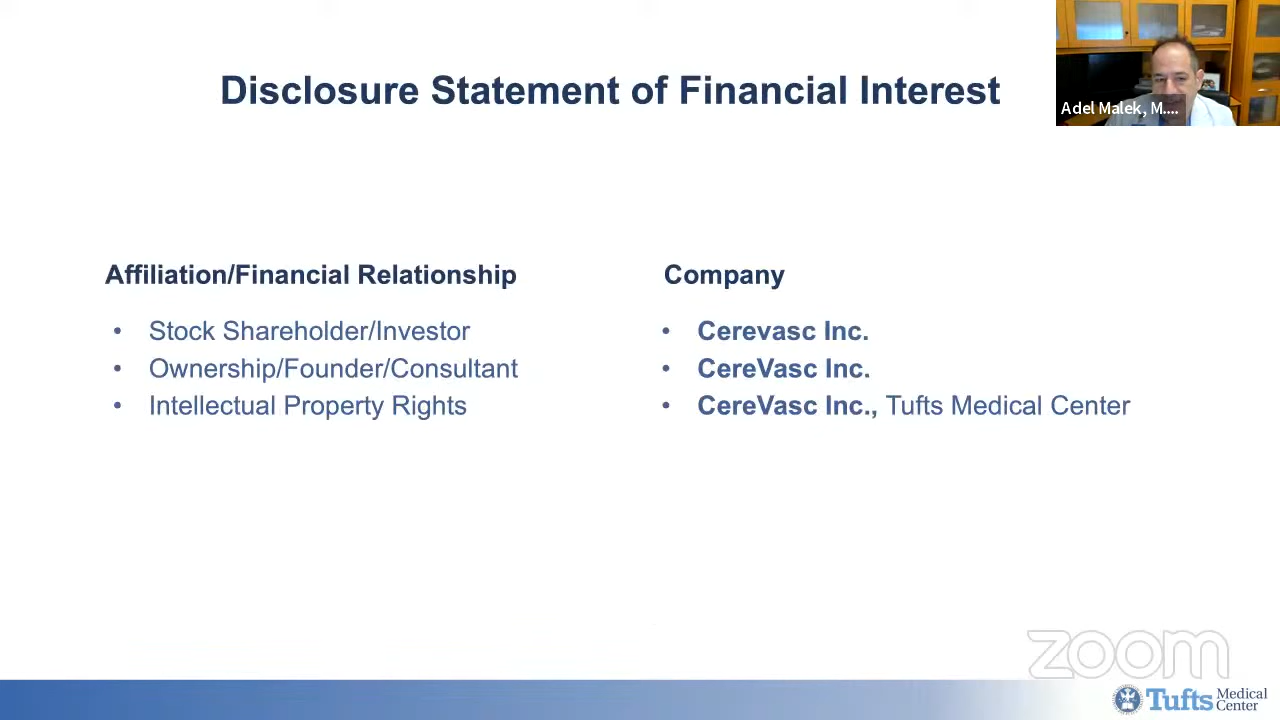 Disclosure Statement of Financial Interest
Adel Malek, M....
Affiliation/Financial Relationship
Company
• Stock Shareholder/Investor
• Cerevasc Inc.
• Ownership/Founder/Consultant
• CereVasc Inc.
• Intellectual Property Rights
• CereVasc Inc., Tufts Medical Center
zoom
Tufts Medical Center